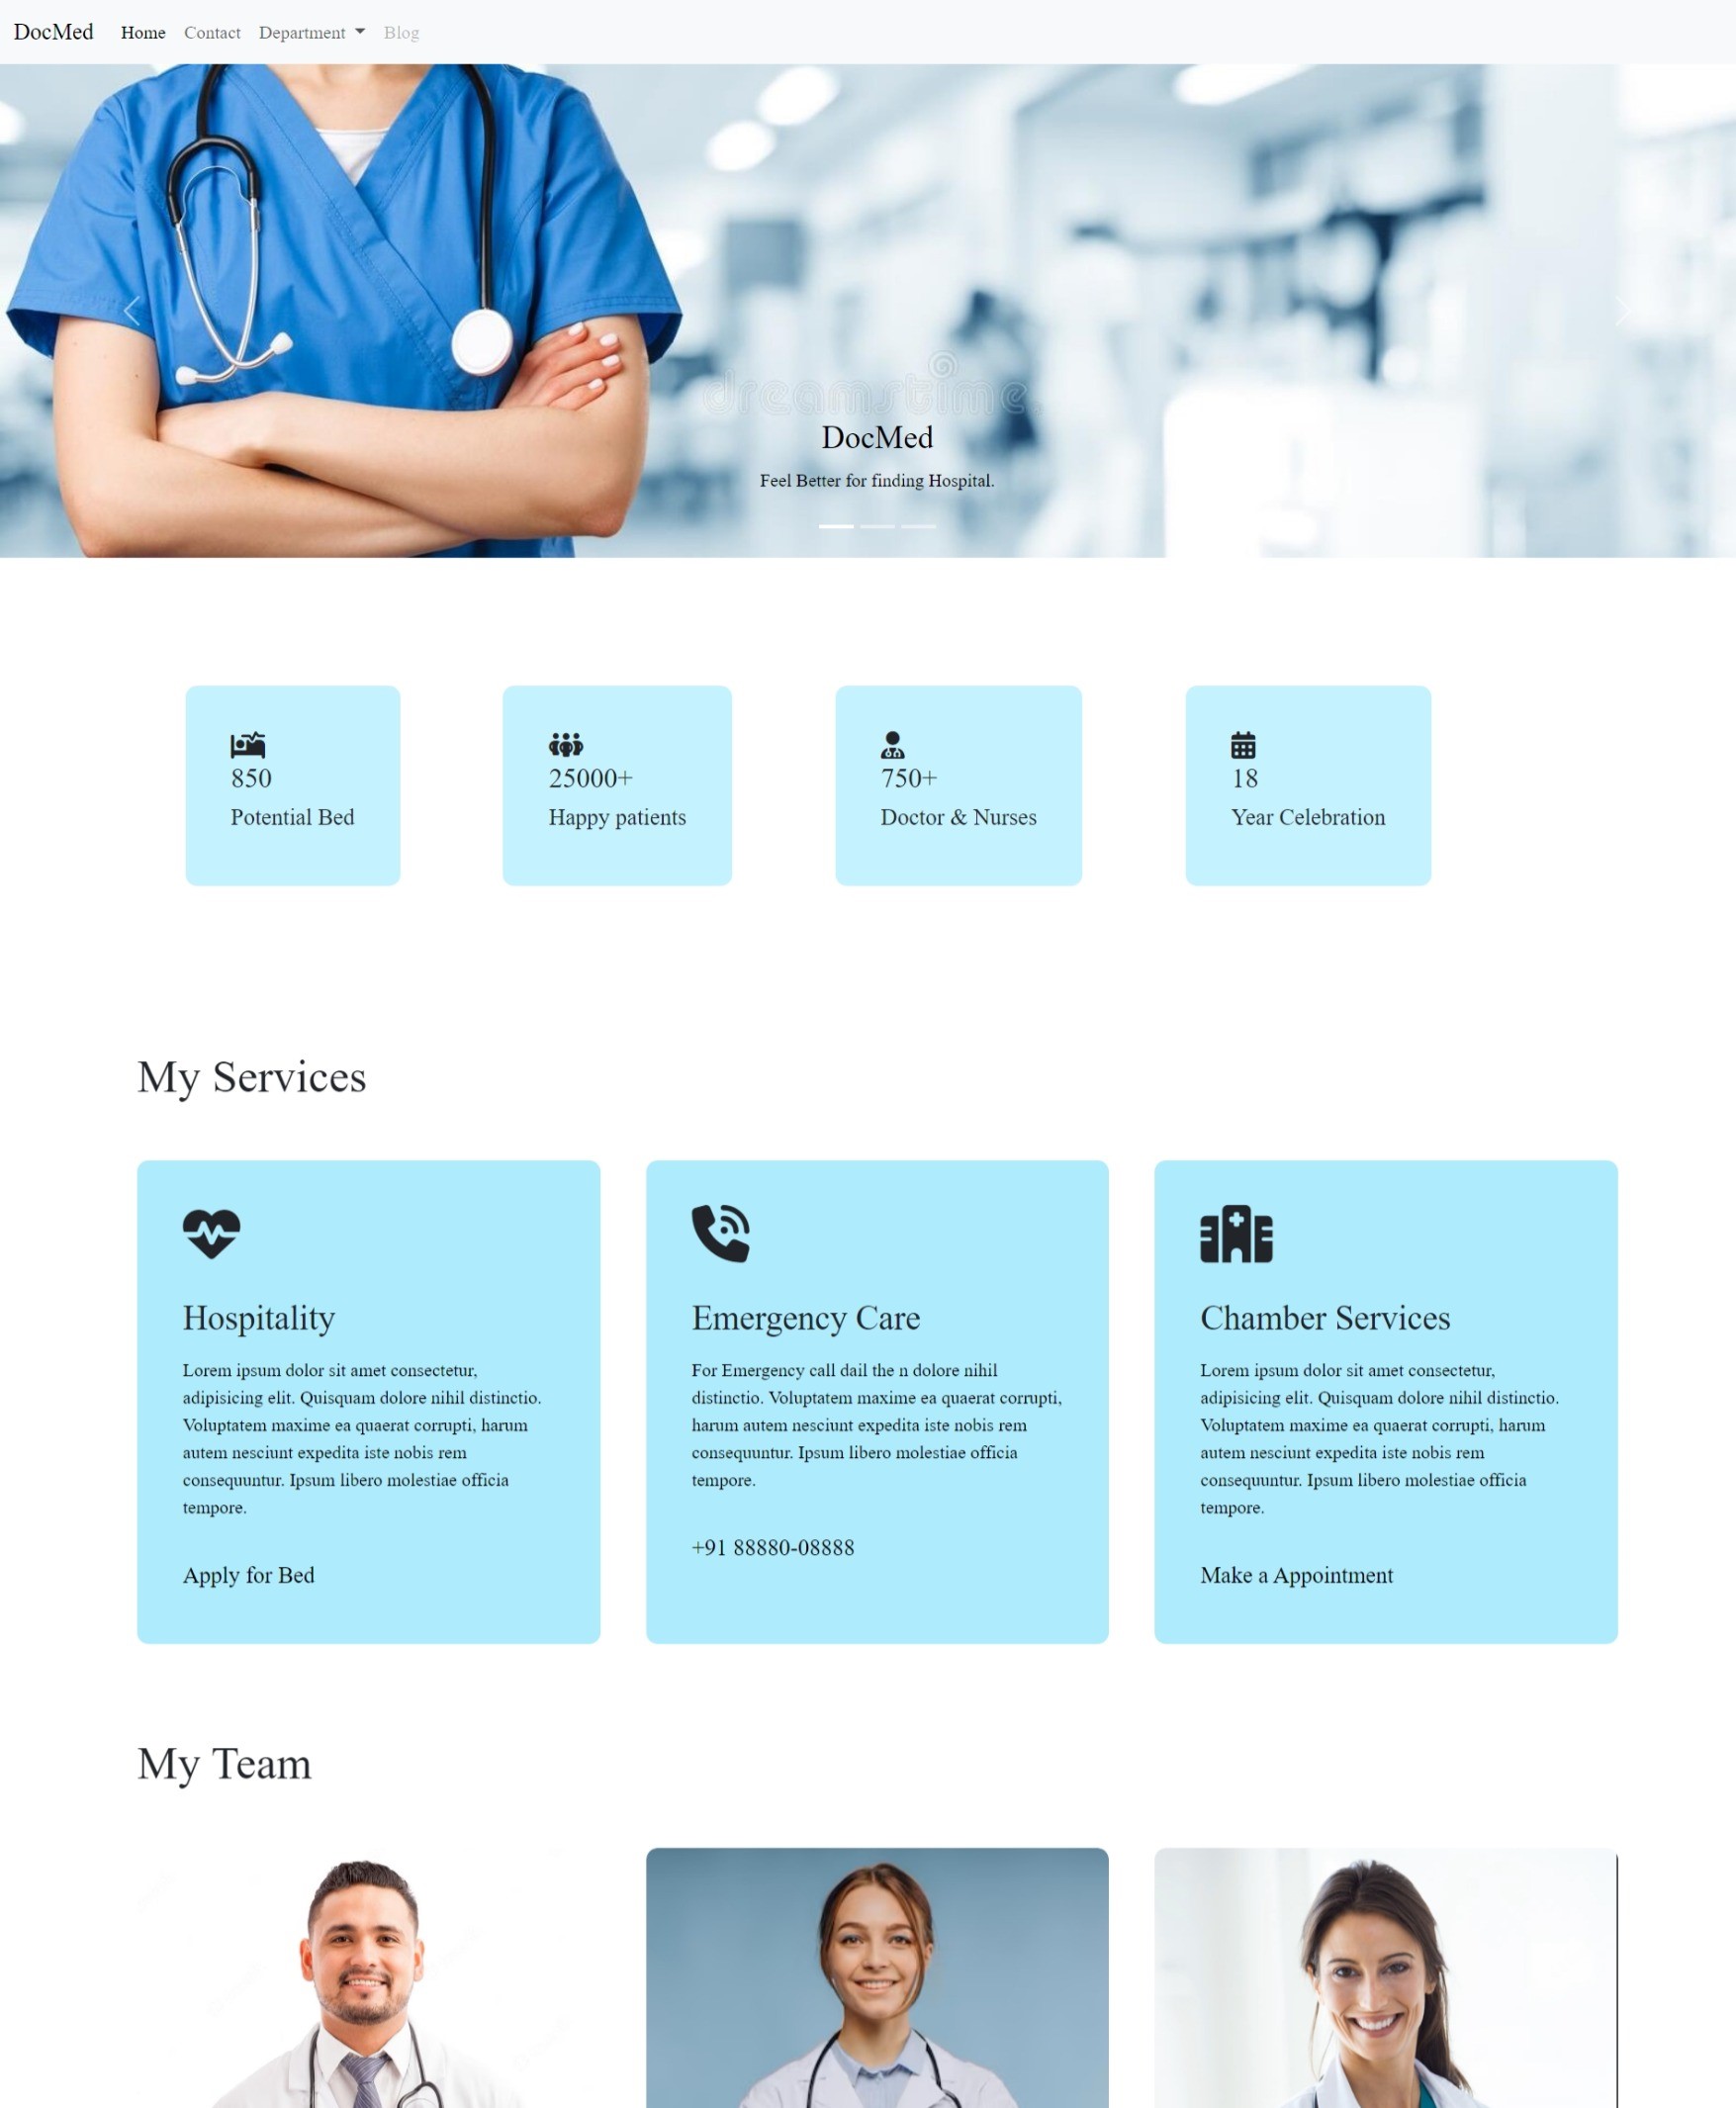 DocMed Home Contact Department Blog
dreamstime
DocMed
Feel Better for finding Hospital.
850
Potential Bed
25000+
Happy patients
750+
Doctor & Nurses
18
Year Celebration
My Services
Hospitality
Lorem ipsum dolor sit amet consectetur,
adipisicing elit. Quisquam dolore nihil distinctio.
Voluptatem maxime ea quaerat corrupti, harum
autem nesciunt expedita iste nobis rem
consequuntur. Ipsum libero molestiae officia
tempore.
Apply for Bed
Emergency Care
For Emergency call dail the n dolore nihil
distinctio. Voluptatem maxime ea quaerat corrupti,
harum autem nesciunt expedita iste nobis rem
consequuntur. Ipsum libero molestiae officia
tempore.
+91 88880-08888
Chamber Services
Lorem ipsum dolor sit amet consectetur,
adipisicing elit. Quisquam dolore nihil distinctio.
Voluptatem maxime ea quaerat corrupti, harum
autem nesciunt expedita iste nobis rem
consequuntur. Ipsum libero molestiae officia
tempore.
Make a Appointment
My Team